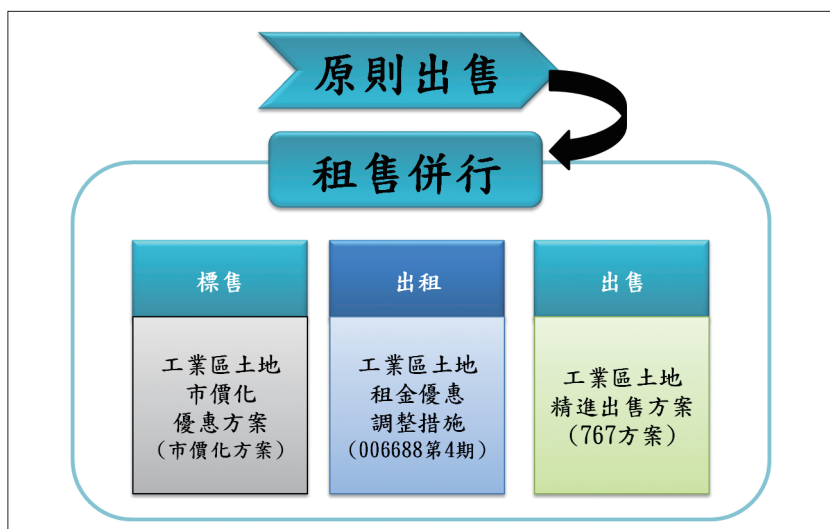 原則出售
租售併行
標售
工業區土地
市價化
優惠方案
(市價化方案)
出租
工業區土地
租金優惠
調整措施
(006688第4期)
出售
工業區土地
精進出售方案
(767方案)